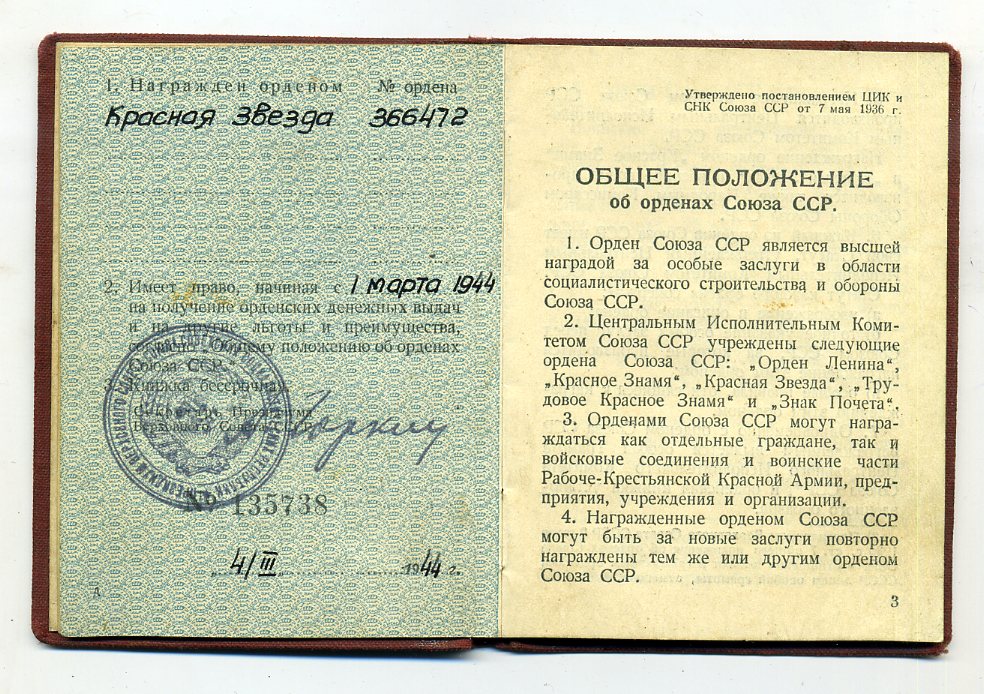 1. Награжден орденом № ордена
Красная Звезда 366472
2. Имеет право, начиная с 1 марта 1944
на получение орденских денежных выдач
и на другие льготы и преимущества,
согласно Общему положению об орденах
Союза ССР.
3. Книжка бессрочная.
Секретарь Президиума
Верховного Совета СССР
№ 135738
4/III 1944 г.
Утверждено постановлением ЦИК и
СНК Союза ССР от 7 мая 1936 г.
ОБЩЕЕ ПОЛОЖЕНИЕ
об орденах Союза ССР.
1. Орден Союза ССР является высшей
наградой за особые заслуги в области
социалистического строительства и обороны
Союза ССР.
2. Центральным Исполнительным Коми-
тетом Союза ССР учреждены следующие
ордена Союза ССР: „Орден Ленина“,
„Красное Знамя“, „Красная Звезда“, „Тру-
довое Красное Знамя“ и „Знак Почета“.
3. Орденами Союза ССР могут награ-
ждаться как отдельные граждане, так и
войсковые соединения и воинские части
Рабоче-Крестьянской Красной Армии, пред-
приятия, учреждения и организации.
4. Награжденные орденом Союза ССР
могут быть за новые заслуги повторно
награждены тем же или другим орденом
Союза ССР.
3